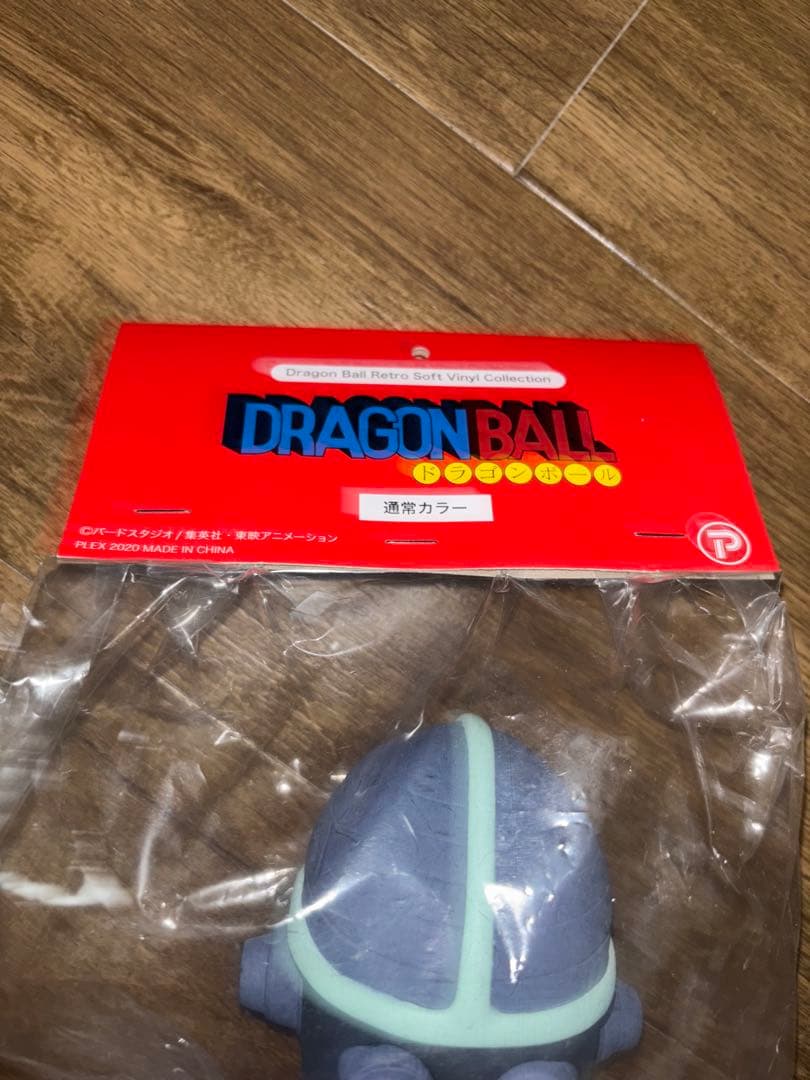 Dragon Ball Retro Soft Vinyl Collection
DRAGON BALL
ドラゴンボール
通常カラー
©バードスタジオ/集英社・東映アニメーション
PLEX 2020 MADE IN CHINA
P